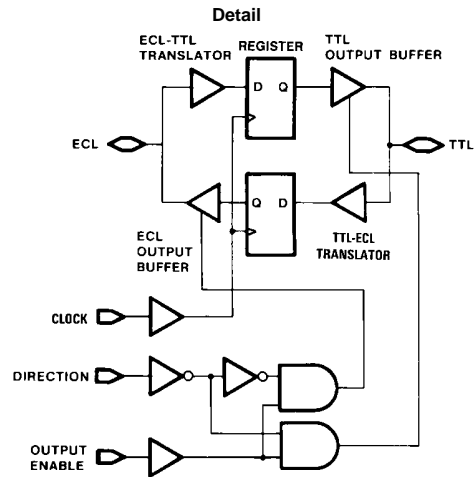 Detail
ECL-TTL
TRANSLATOR
REGISTER
TTL
OUTPUT BUFFER
D Q
ECL
TTL
Q D
ECL
OUTPUT
BUFFER
TTL-ECL
TRANSLATOR
CLOCK
DIRECTION
OUTPUT
ENABLE